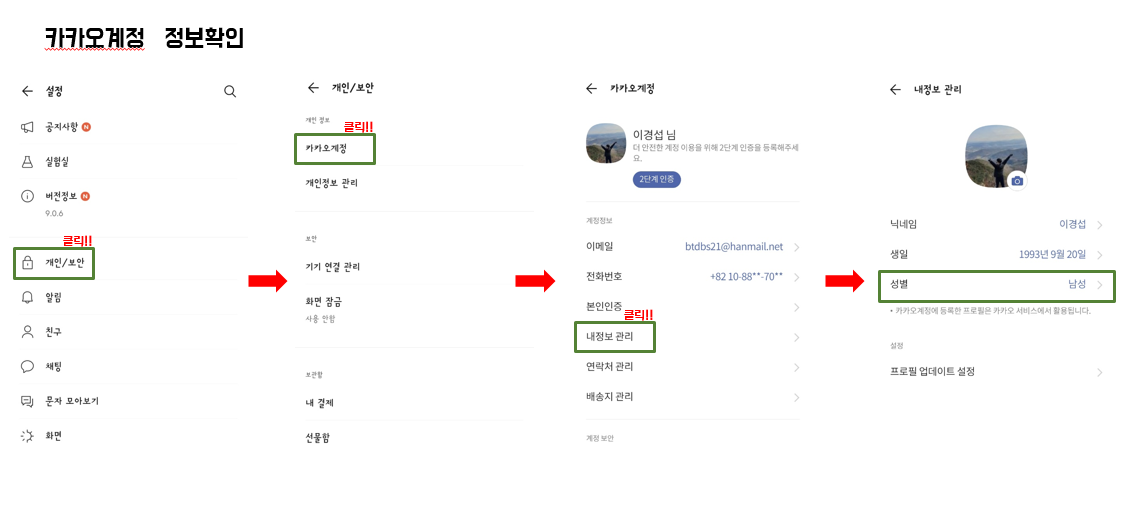 카카오계정 정보확인
설정
공지사항 N
실험실
버전정보 N
9.0.6
클릭!!
개인/보안
알림
친구
채팅
문자 모아보기
화면
개인/보안
개인 정보
클릭!!
카카오계정
개인정보 관리
보안
기기 연결 관리
화면 잠금
사용 안함
보관함
내 결제
선물함
카카오계정
이경섭 님
더 안전한 계정 이용을 위해 2단계 인증을 등록해주세
요.
2단계 인증
계정정보
이메일 btdbs21@hanmail.net
전화번호 +82 10-88**-70**
본인인증
클릭!!
내정보 관리
연락처 관리
배송지 관리
계정 보안
내정보 관리
닉네임 이경섭
생일 1993년 9월 20일
성별 남성
• 카카오계정에 등록한 프로필은 카카오 서비스에서 활용됩니다.
설정
프로필 업데이트 설정